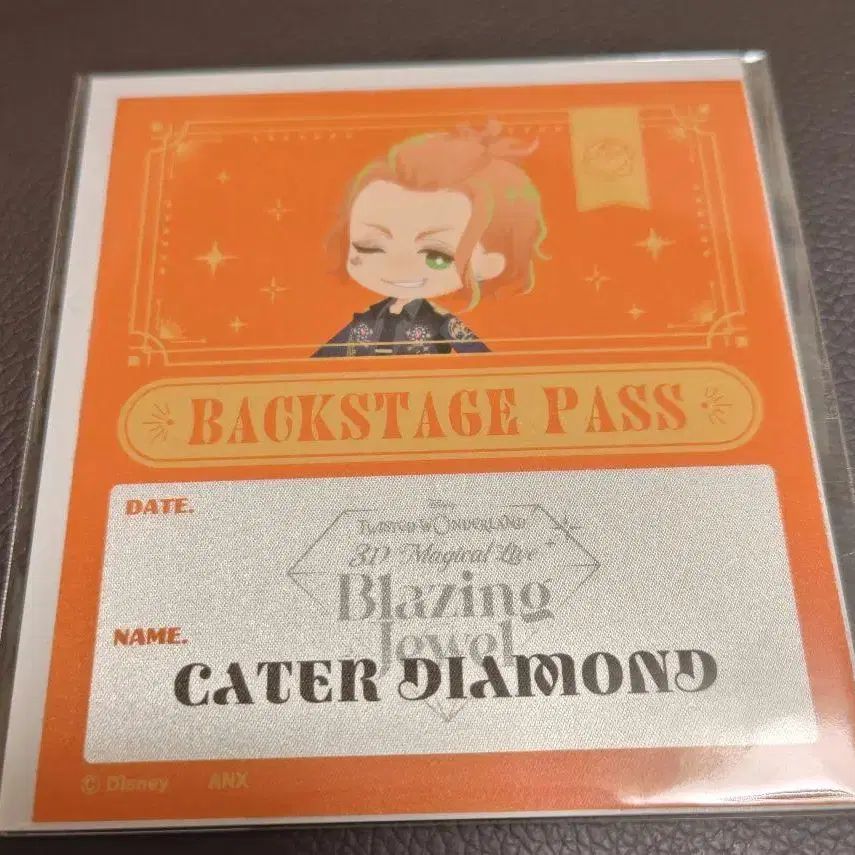 BACKSTAGE PASS
DATE.
Disney
TWISTED WONDERLAND
3D Magical Live
Blazing
Jewel
NAME.
CATER DIAMOND
© Disney ANX